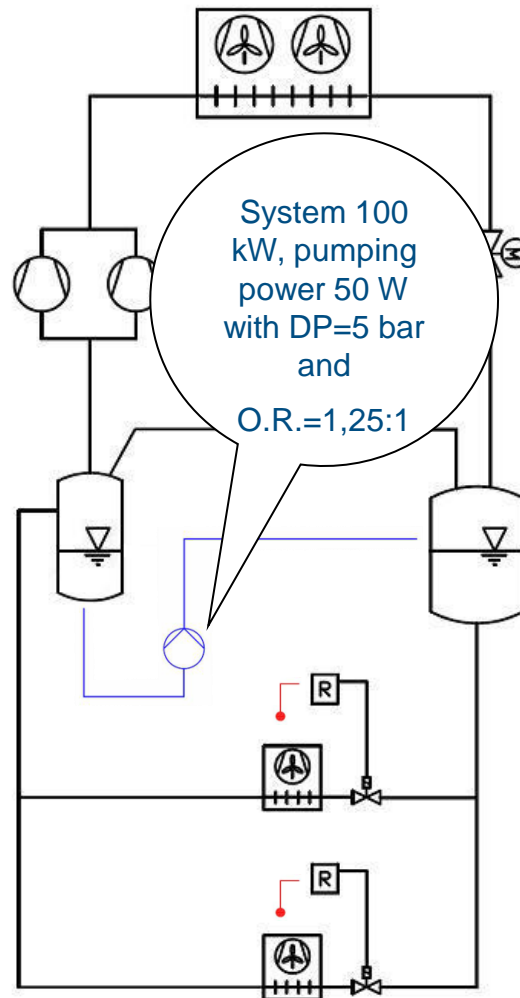 System 100
kW, pumping
power 50 W
with DP=5 bar
and
O.R.=1,25:1
M
R
R